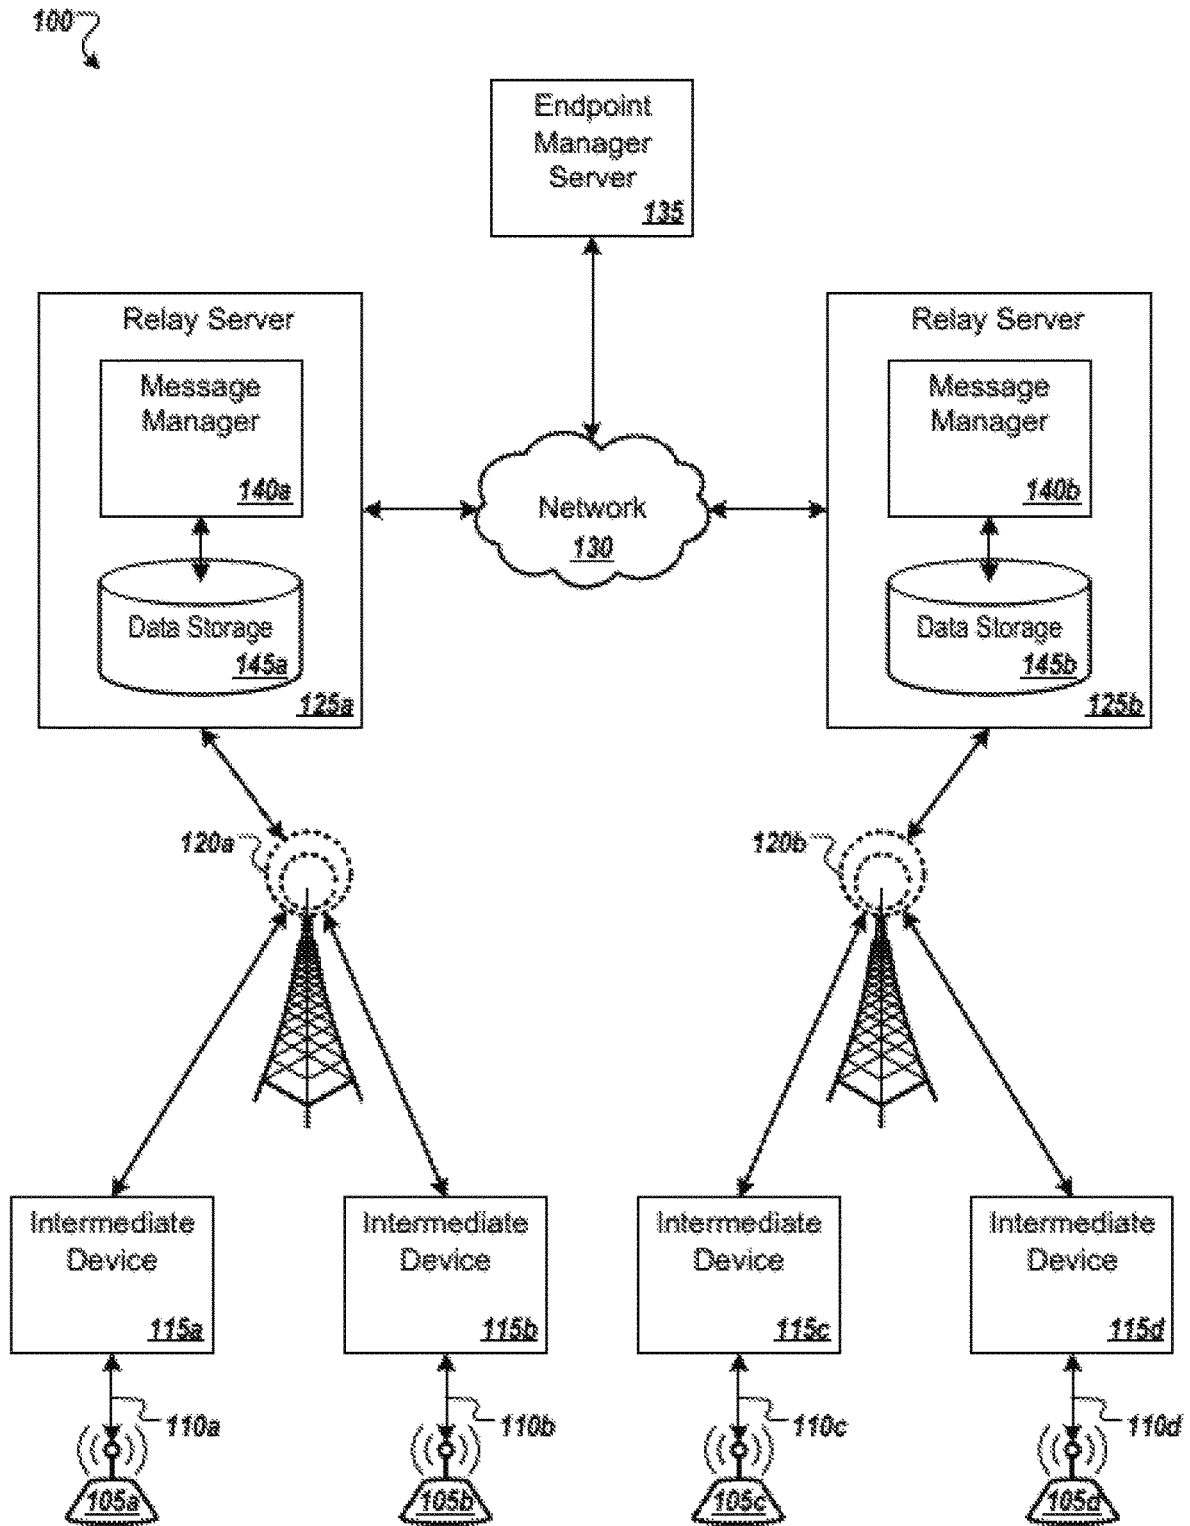 100
Endpoint
Manager
Server
135
Relay Server
Message
Manager
140a
Data Storage
145a
125a
Network
130
Relay Server
Message
Manager
140b
Data Storage
145b
125b
120a
120b
Intermediate
Device
115a
Intermediate
Device
115b
Intermediate
Device
115c
Intermediate
Device
115d
110a
110b
110c
110d
105a
105b
105c
105d